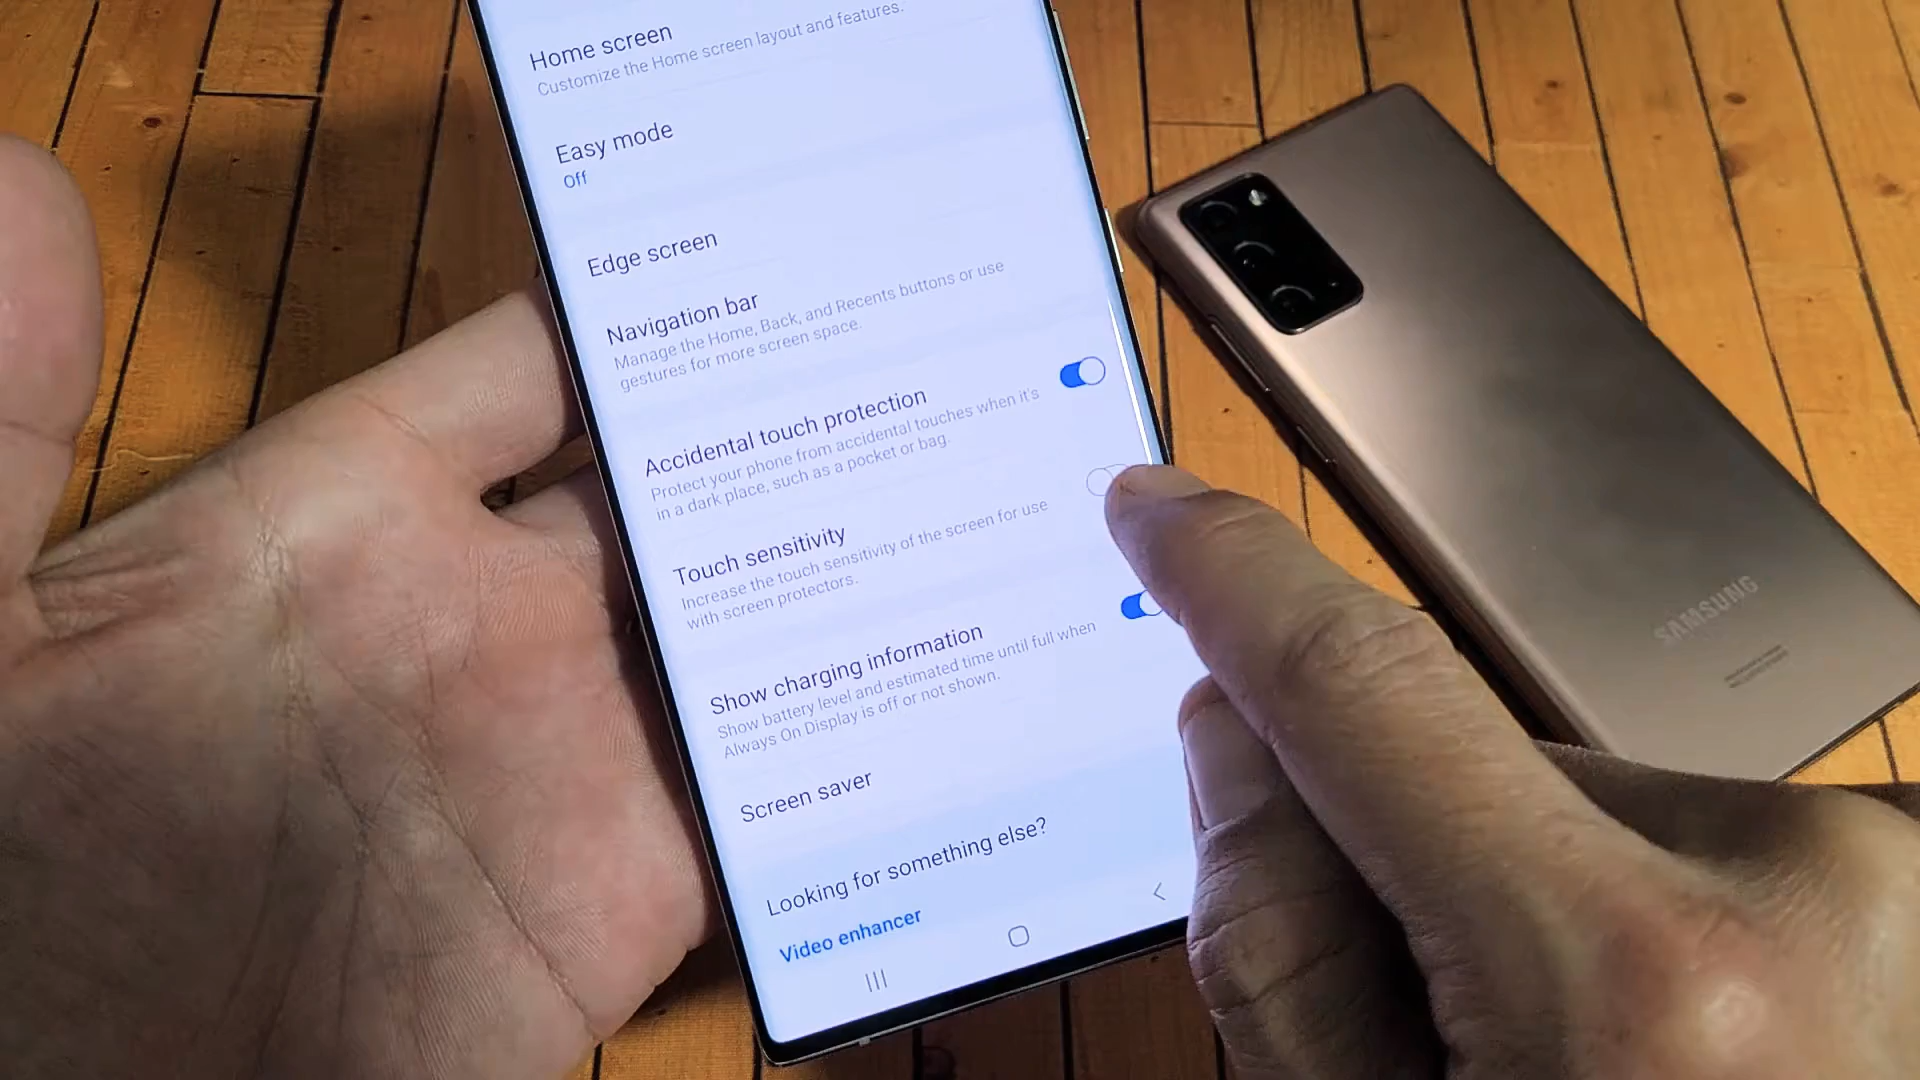 Home screen
Customize the Home screen layout and features.
Easy mode
Off
Edge screen
Navigation bar
Manage the Home, Back, and Recents buttons or use
gestures for more screen space.
Accidental touch protection
Protect your phone from accidental touches when it's
in a dark place, such as a pocket or bag.
Touch sensitivity
Increase the touch sensitivity of the screen for use
with screen protectors.
Show charging information
Show battery level and estimated time until full when
Always On Display is off or not shown.
Screen saver
Looking for something else?
Video enhancer
SAMSUNG